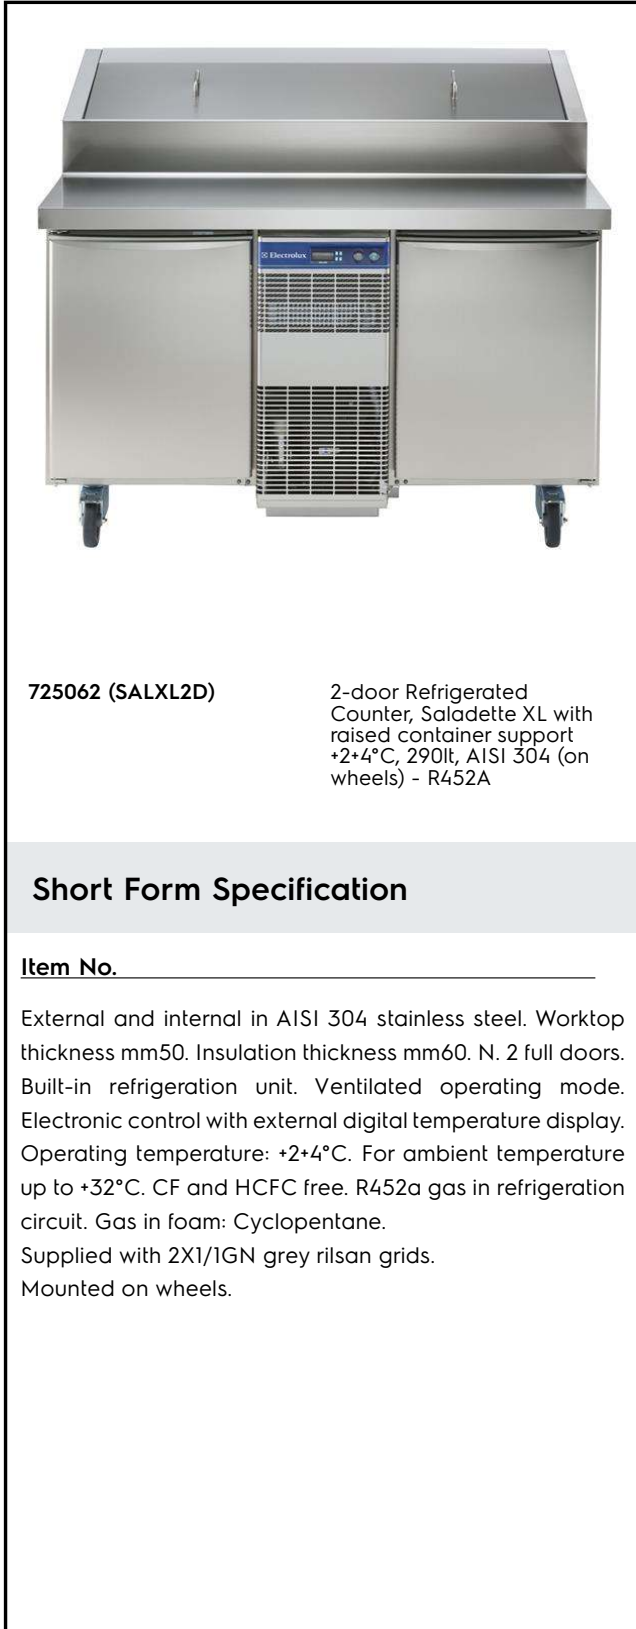 Electrolux
725062 (SALXL2D)
2-door Refrigerated
Counter, Saladette XL with
raised container support
+2+4°C, 290lt, AISI 304 (on
wheels) - R452A
Short Form Specification
Item No.
External and internal in AISI 304 stainless steel. Worktop
thickness mm50. Insulation thickness mm60. N. 2 full doors.
Built-in refrigeration unit. Ventilated operating mode.
Electronic control with external digital temperature display.
Operating temperature: +2+4°C. For ambient temperature
up to +32°C. CF and HCFC free. R452a gas in refrigeration
circuit. Gas in foam: Cyclopentane.
Supplied with 2X1/1GN grey rilsan grids.
Mounted on wheels.